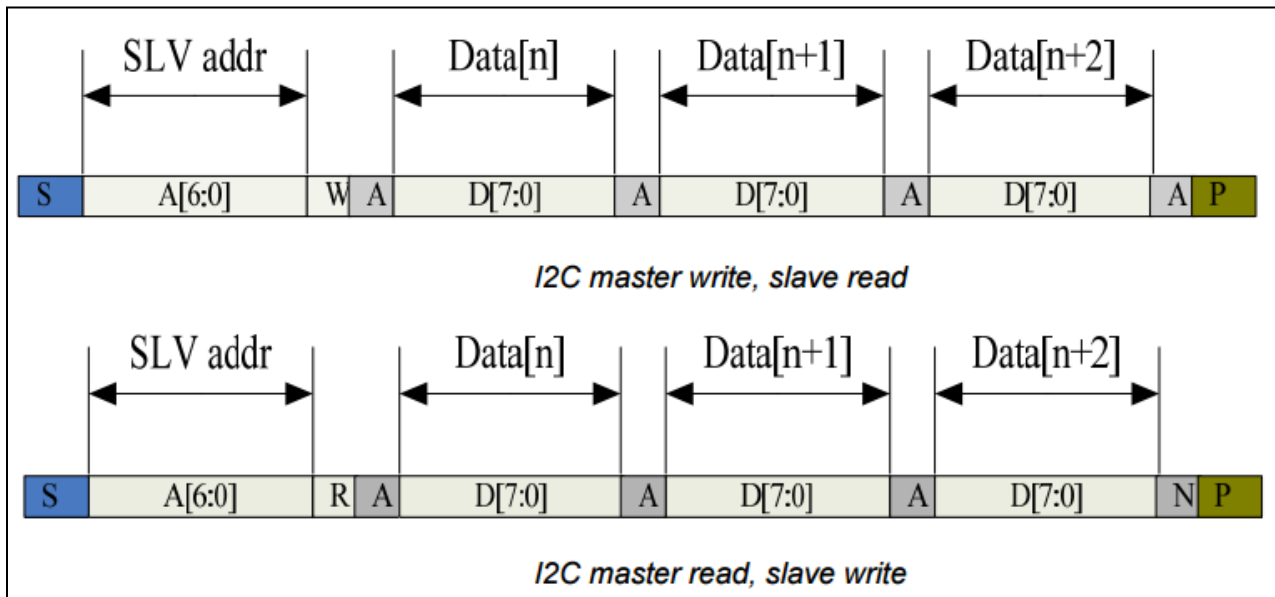 SLV addr Data[n] Data[n+1] Data[n+2]
S A[6:0] W A D[7:0] A D[7:0] A D[7:0] A P
I2C master write, slave read
SLV addr Data[n] Data[n+1] Data[n+2]
S A[6:0] R A D[7:0] A D[7:0] A D[7:0] N P
I2C master read, slave write